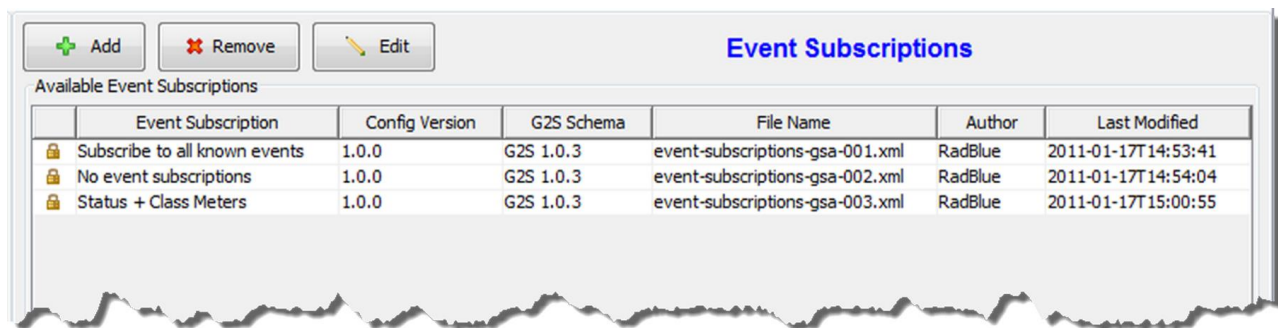 Add Remove Edit Event Subscriptions
Available Event Subscriptions
Event Subscription Config Version G2S Schema File Name Author Last Modified
Subscribe to all known events 1.0.0 G2S 1.0.3 event-subscriptions-gsa-001.xml RadBlue 2011-01-17T14:53:41
No event subscriptions 1.0.0 G2S 1.0.3 event-subscriptions-gsa-002.xml RadBlue 2011-01-17T14:54:04
Status + Class Meters 1.0.0 G2S 1.0.3 event-subscriptions-gsa-003.xml RadBlue 2011-01-17T15:00:55